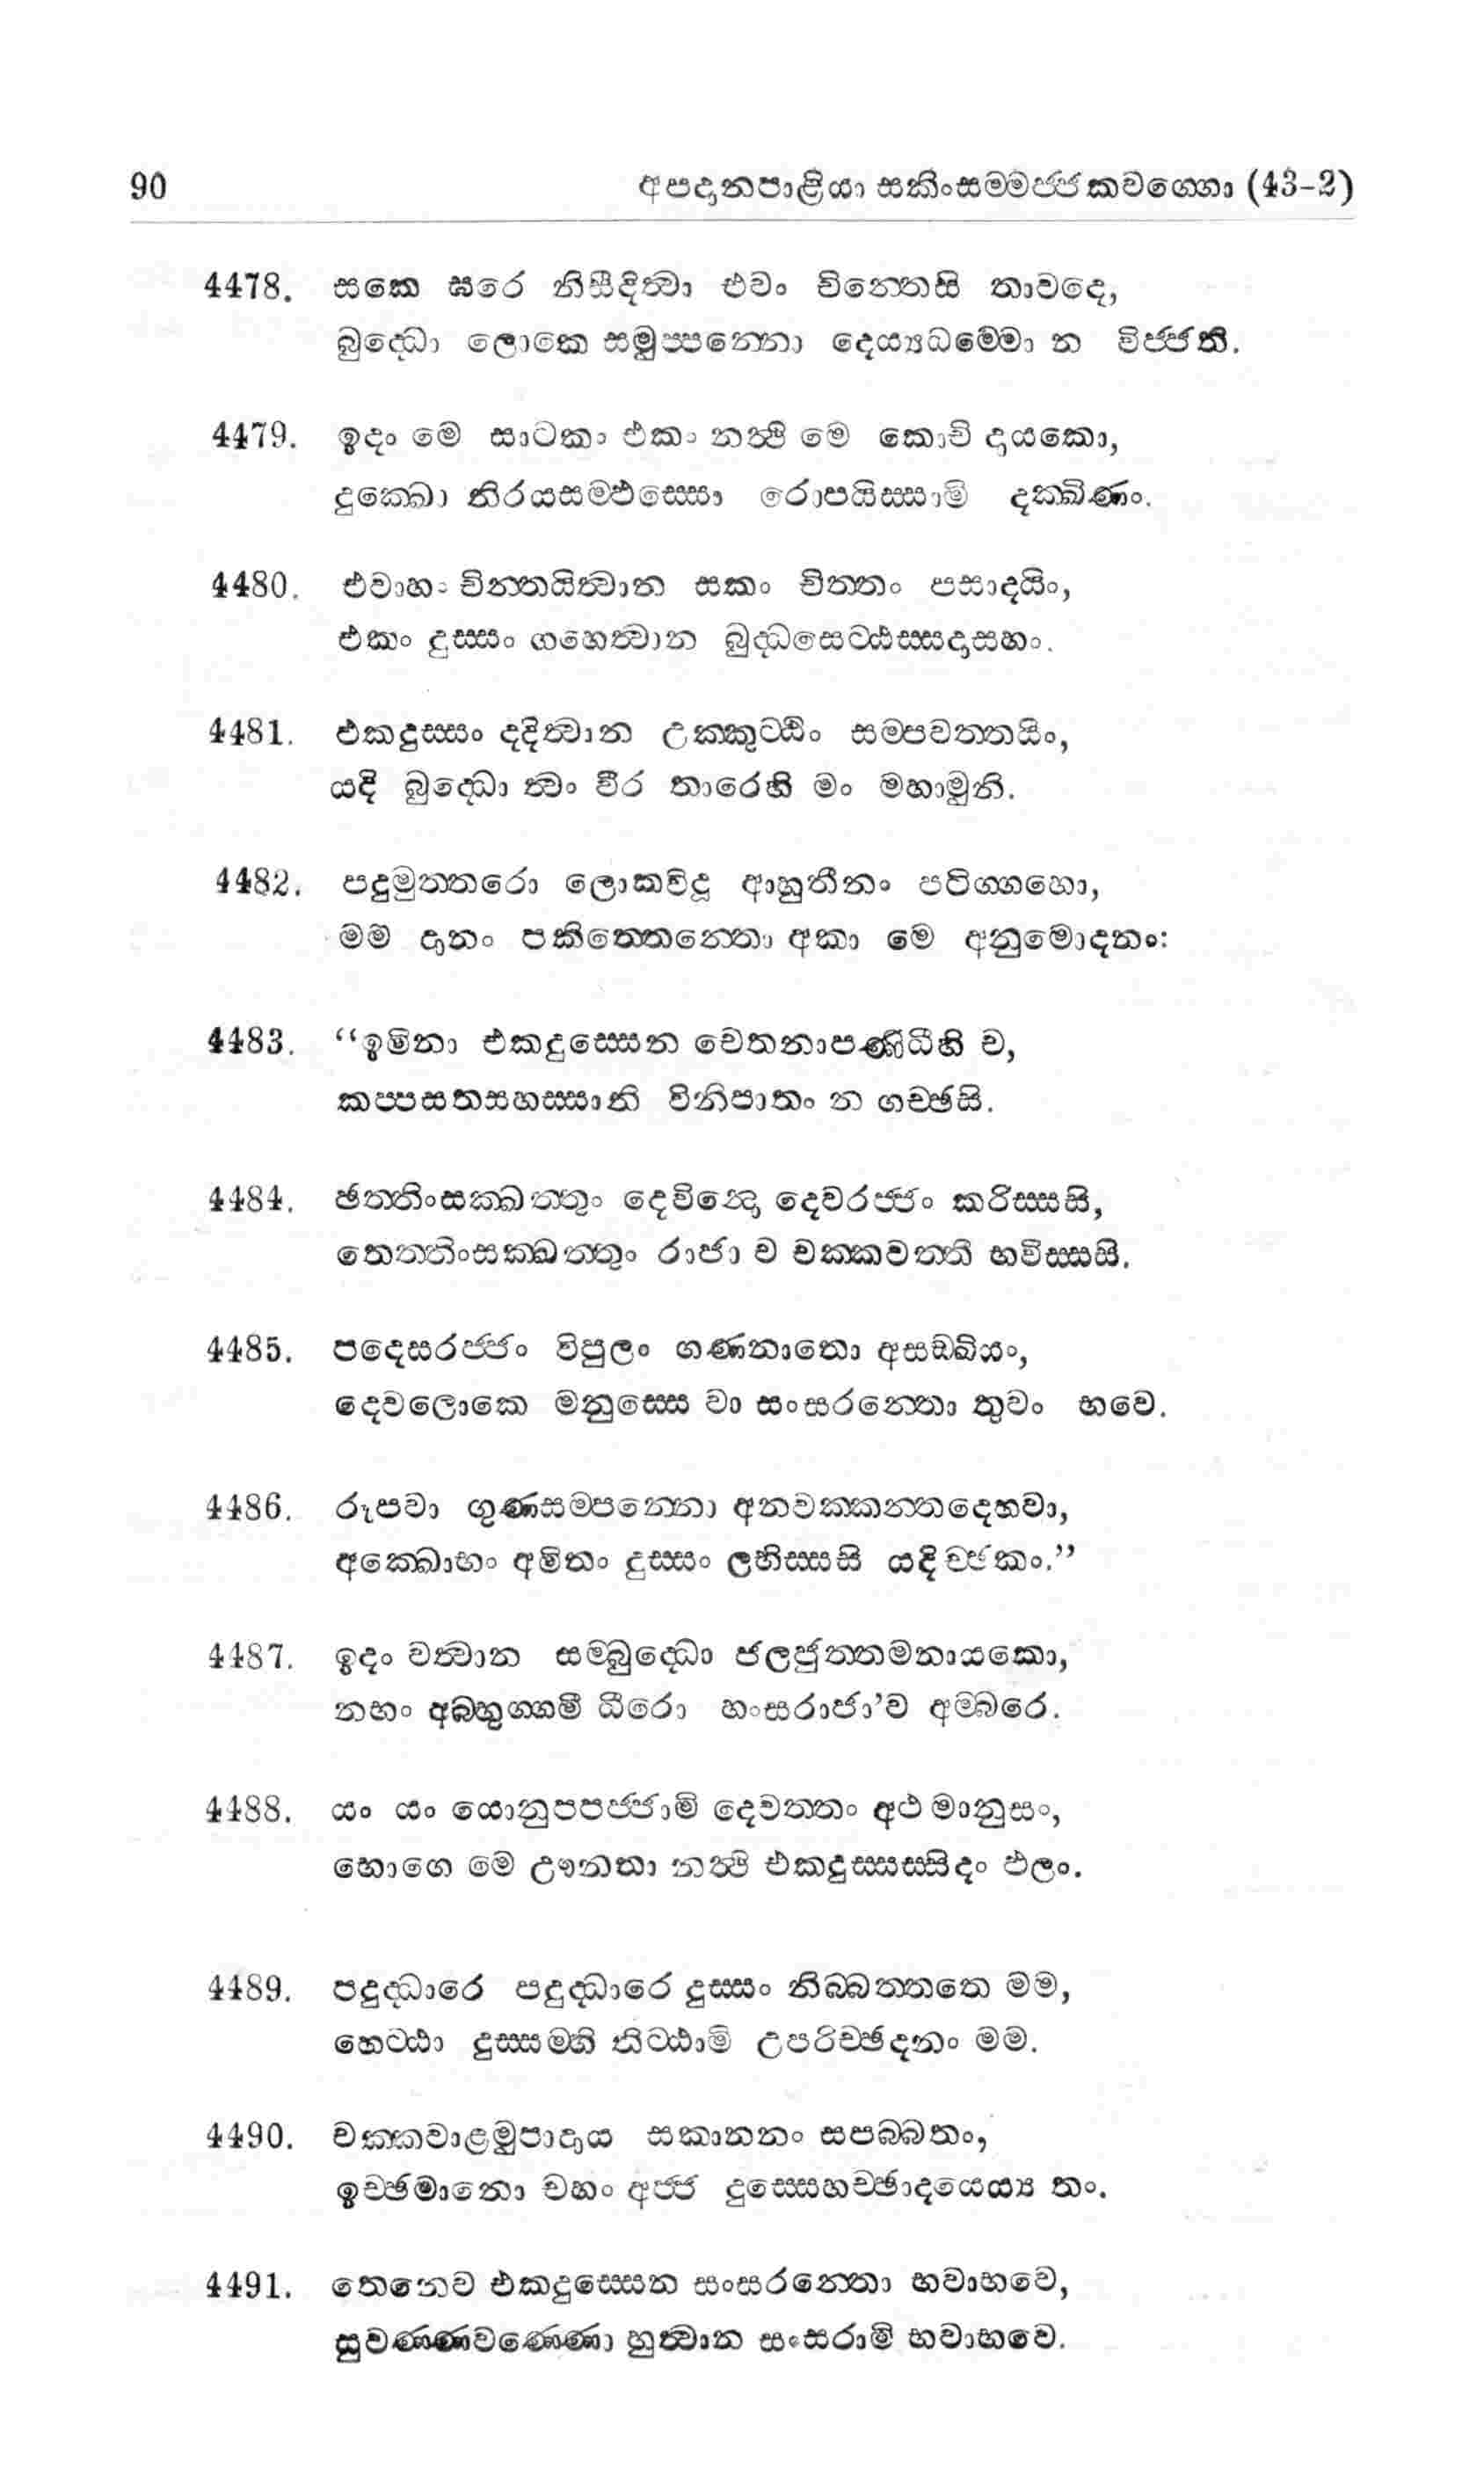 90 අපදානපාළියා සකිංසම්මජ්ජකවග්ගො (43-2)
4478. සකෙ ඝරෙ නිසීදිත්වා එවං චින්තෙසි තාවදෙ,
බුද්ධො ලොකෙ සමුප්පන්නො දෙය්‍යධම්මො න විජ්ජති.
4479. ඉදං මෙ සාටකං එකං නත්ථි මෙ කොචි දායකො,
දුක්ඛො නිරයසම්ඵස්සො රොපයිස්සාමි දක්ඛිණං.
4480. එවාහං චින්තයිත්වාන සකං චිත්තං පසාදයිං,
එකං දුස්සං ගහෙත්වාන බුද්ධසෙට්ඨස්සදාසහං.
4481. එකදුස්සං දදිත්වාන උක්කුට්ඨිං සම්පවත්තයිං,
යදි බුද්ධො ත්වං වීර තාරෙහි මං මහාමුනි.
4482. පදුමුත්තරො ලොකවිදූ ආහුතීනං පටිග්ගහො,
මම දානං පකිත්තෙන්තො අකා මෙ අනුමොදනං:
4483. “ඉමිනා එකදුස්සෙන චෙතනාපණිධීහි ච,
කප්පසතසහස්සානි විනිපාතං න ගච්ඡසි.
4484. ඡත්තිංසක්ඛත්තුං දෙවින්දො දෙවරජ්ජං කරිස්සසි,
තෙත්තිංසක්ඛත්තුං රාජා ච චක්කවත්තී භවිස්සසි.
4485. පදෙසරජ්ජං විපුලං ගණනාතො අසඞ්ඛියං,
දෙවලොකෙ මනුස්සෙ වා සංසරන්තො තුවං භවෙ.
4486. රූපවා ගුණසම්පන්නො අනවක්කන්තදෙහවා,
අක්ඛොභං අමිතං දුස්සං ලභිස්සසි යදිච්ඡකං.”
4487. ඉදං වත්වාන සම්බුද්ධො ජලජුත්තමනායකො,
නභං අබ්භුග්ගමී ධීරො හංසරාජා’ව අම්බරෙ.
4488. යං යං යොනුපපජ්ජාමි දෙවත්තං අථ මානුසං,
භොගෙ මෙ ඌනතා නත්ථි එකදුස්සස්සිදං ඵලං.
4489. පදුද්ධාරෙ පදුද්ධාරෙ දුස්සං නිබ්බත්තතෙ මම,
හෙට්ඨා දුස්සම්හි තිට්ඨාමි උපරිච්ඡදනං මම.
4490. චක්කවාළමුපාදාය සකානනං සපබ්බතං,
ඉච්ඡමානො චහං අජ්ජ දුස්සෙහච්ඡාදයෙය්‍ය තං.
4491. තෙනෙව එකදුස්සෙන සංසරන්තො භවාභවෙ,
සුවණ්ණවණ්ණො හුත්වාන සංසරාමි භවාභවෙ.